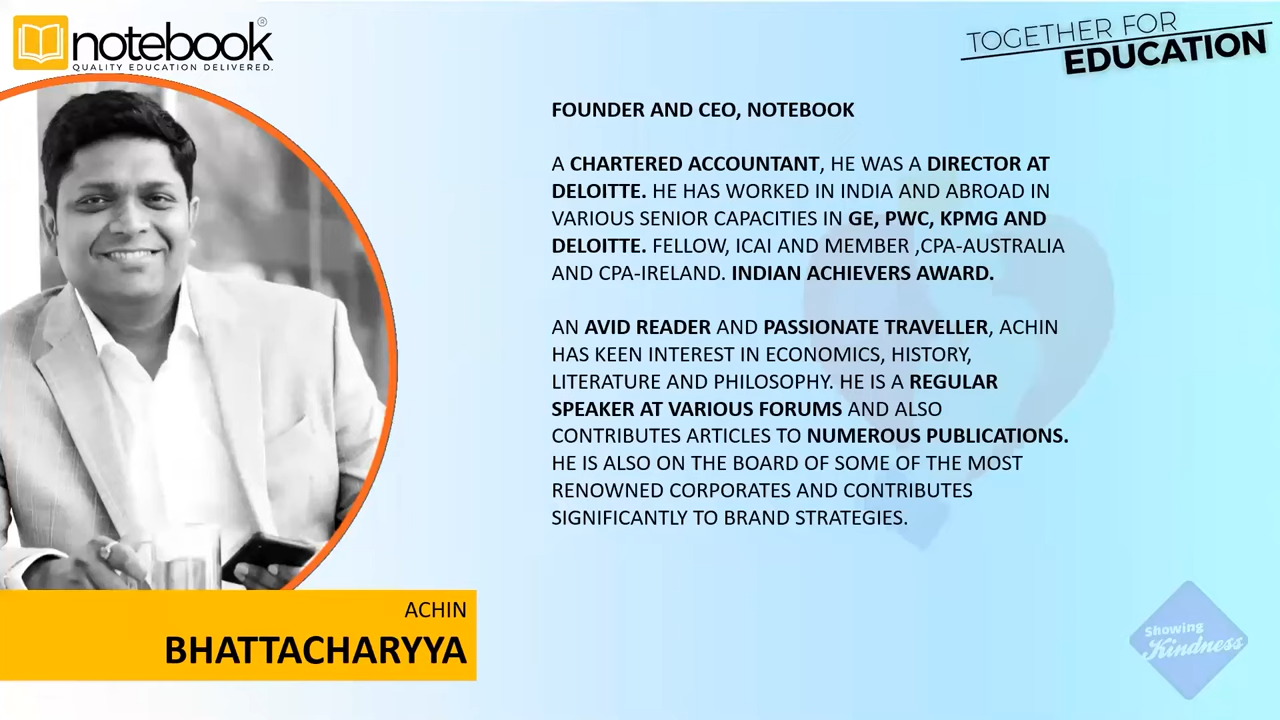 notebook®
QUALITY EDUCATION DELIVERED.
TOGETHER FOR
EDUCATION
FOUNDER AND CEO, NOTEBOOK
A CHARTERED ACCOUNTANT, HE WAS A DIRECTOR AT
DELOITTE. HE HAS WORKED IN INDIA AND ABROAD IN
VARIOUS SENIOR CAPACITIES IN GE, PWC, KPMG AND
DELOITTE. FELLOW, ICAI AND MEMBER ,CPA-AUSTRALIA
AND CPA-IRELAND. INDIAN ACHIEVERS AWARD.
AN AVID READER AND PASSIONATE TRAVELLER, ACHIN
HAS KEEN INTEREST IN ECONOMICS, HISTORY,
LITERATURE AND PHILOSOPHY. HE IS A REGULAR
SPEAKER AT VARIOUS FORUMS AND ALSO
CONTRIBUTES ARTICLES TO NUMEROUS PUBLICATIONS.
HE IS ALSO ON THE BOARD OF SOME OF THE MOST
RENOWNED CORPORATES AND CONTRIBUTES
SIGNIFICANTLY TO BRAND STRATEGIES.
ACHIN
BHATTACHARYYA
Showing
Kindness